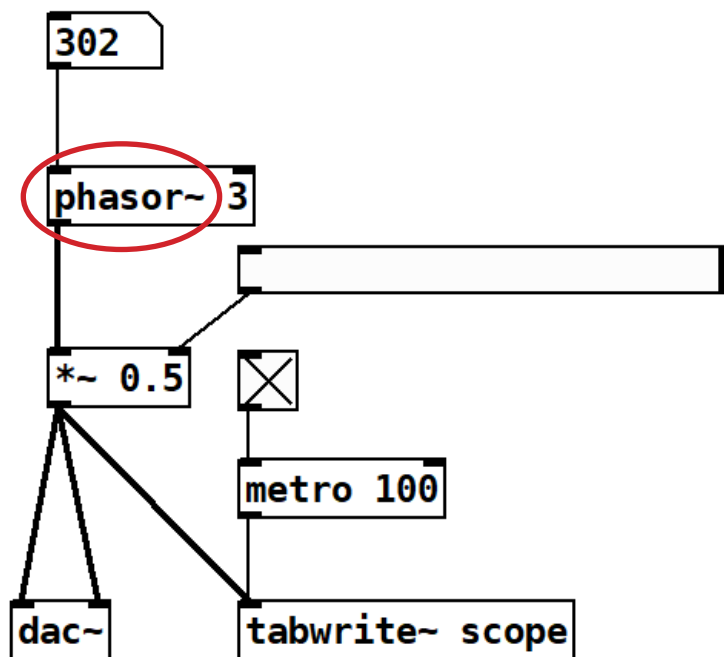 302
phasor~ 3
*~ 0.5
metro 100
dac~
tabwrite~ scope